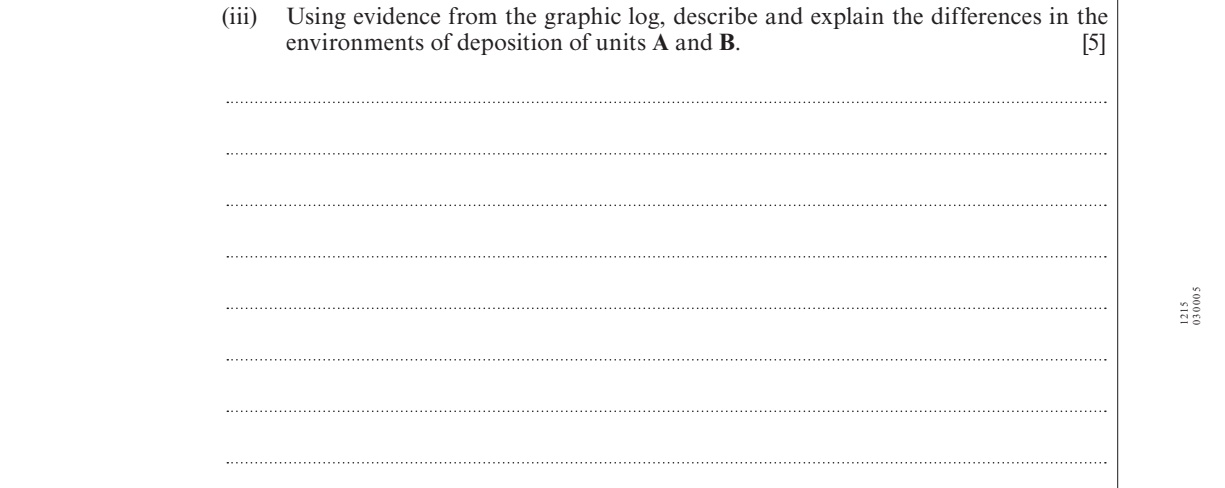 (iii) Using evidence from the graphic log, describe and explain the differences in the
environments of deposition of units A and B. [5]
1215
030005